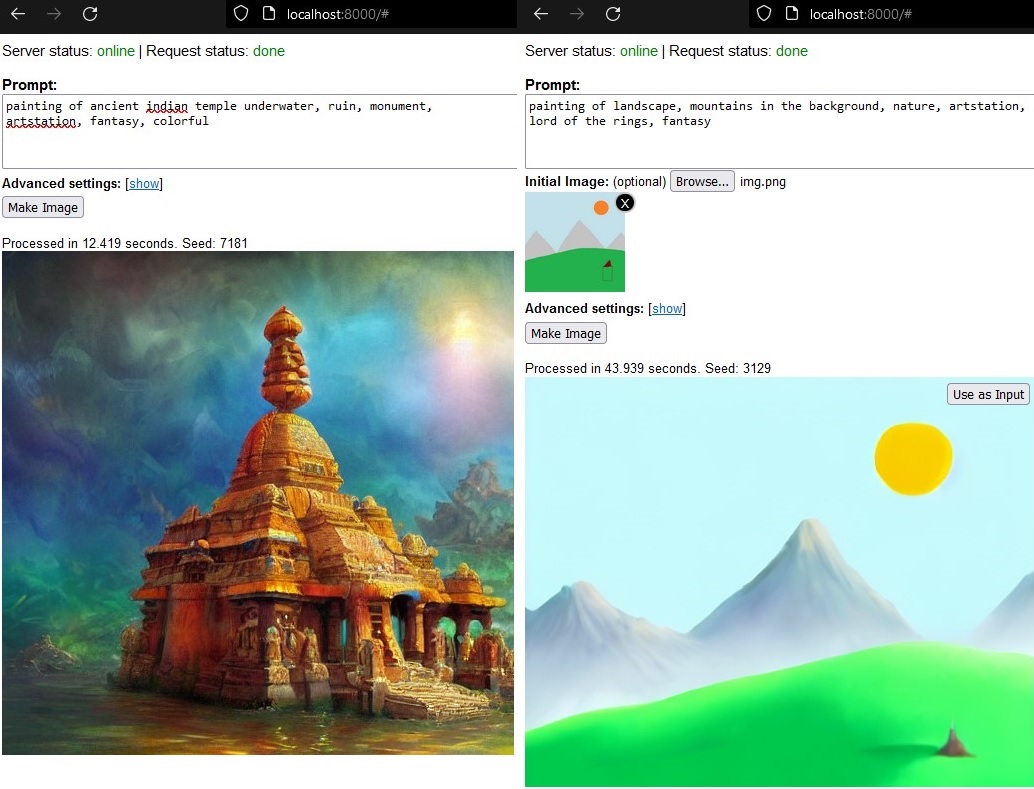 localhost:8000/#
Server status: online | Request status: done
Prompt:
painting of ancient indian temple underwater, ruin, monument,
artstation, fantasy, colorful
Advanced settings: [show]
Make Image
Processed in 12.419 seconds. Seed: 7181
localhost:8000/#
Server status: online | Request status: done
Prompt:
painting of landscape, mountains in the background, nature, artstation,
lord of the rings, fantasy
Initial Image: (optional) Browse... img.png
X
Advanced settings: [show]
Make Image
Processed in 43.939 seconds. Seed: 3129
Use as Input